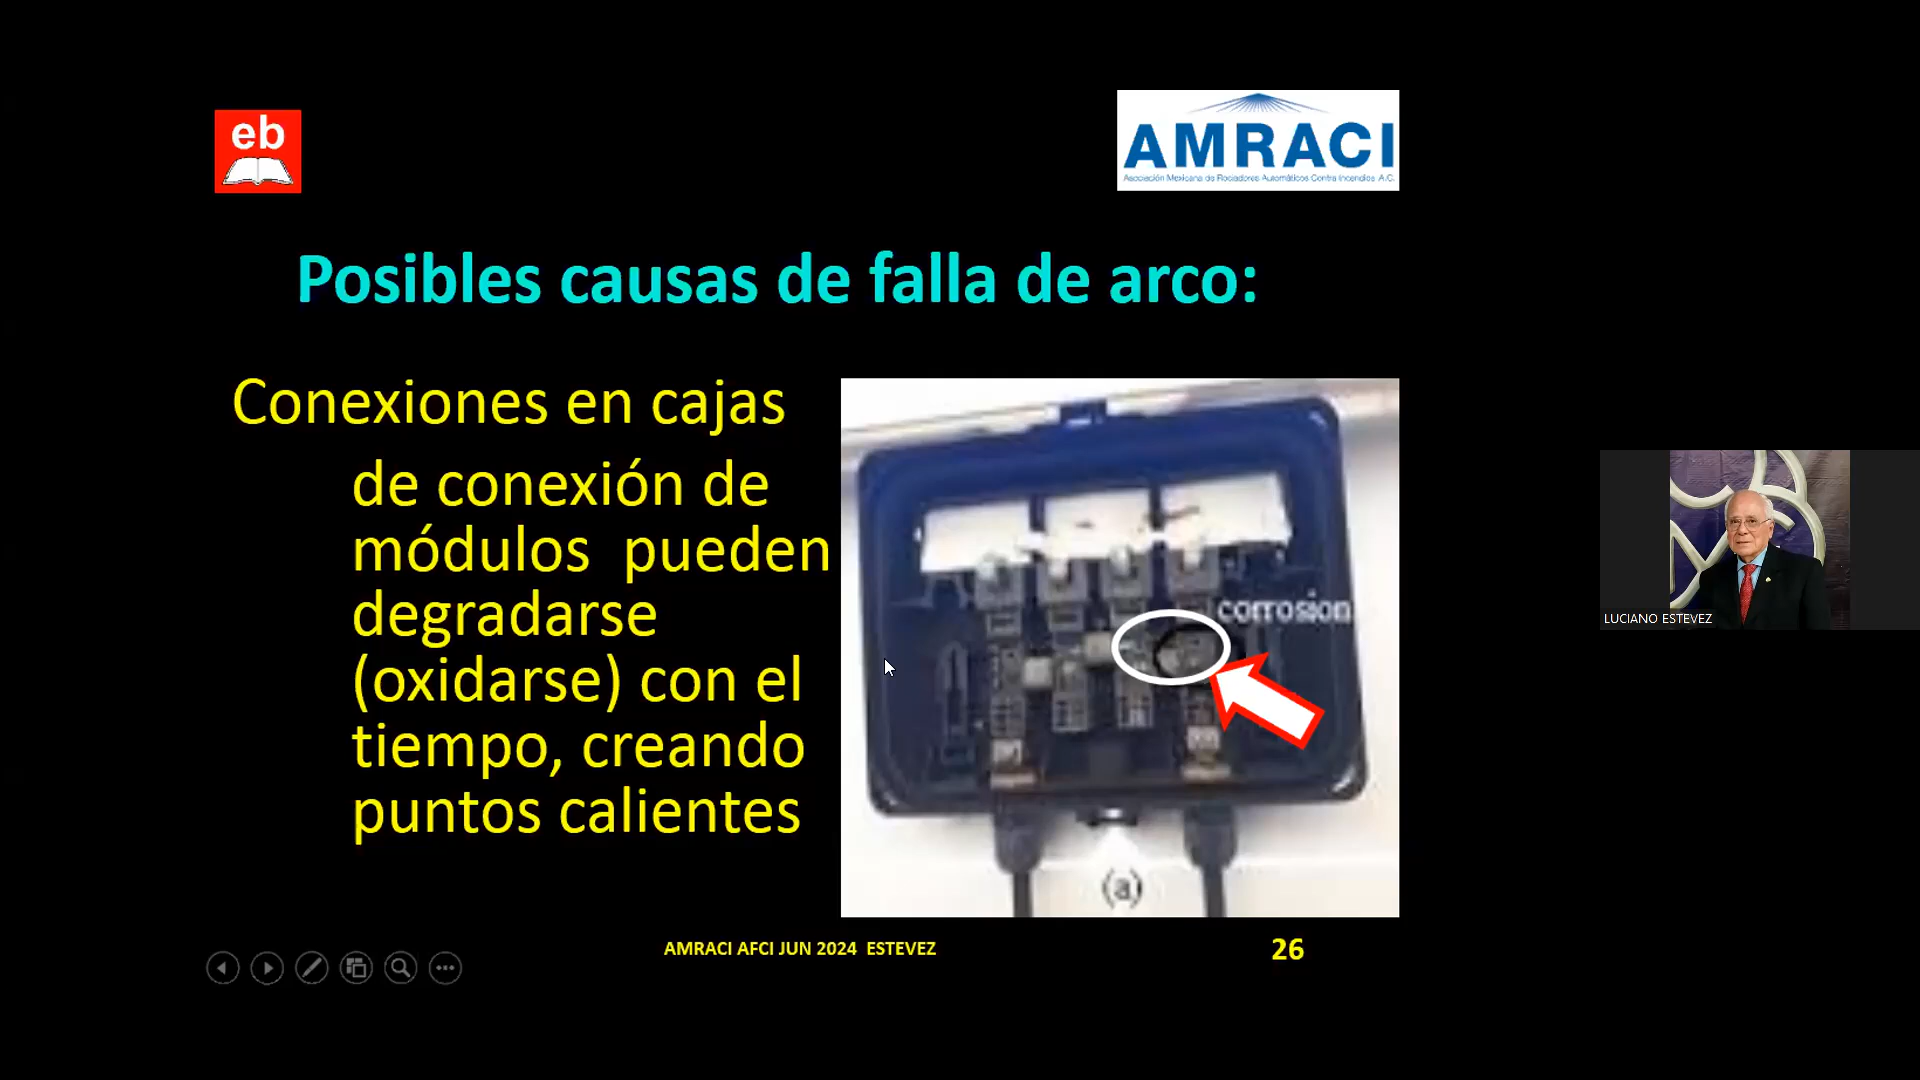 eb
AMRACI
Asociación Mexicana de Rociadores Automáticos Contra Incendios A.C.
Posibles causas de falla de arco:
Conexiones en cajas
de conexión de
módulos pueden
degradarse
(oxidarse) con el
tiempo, creando
puntos calientes
corrosion
(a)
LUCIANO ESTEVEZ
AMRACI AFCI JUN 2024 ESTEVEZ
26